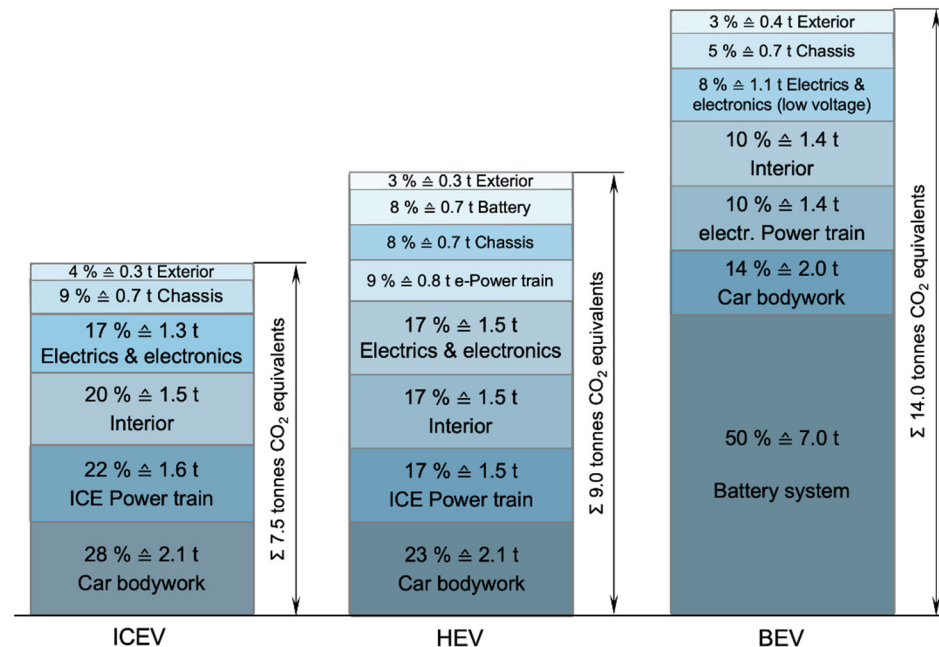 4 % ≙ 0.3 t Exterior
9 % ≙ 0.7 t Chassis
17 % ≙ 1.3 t
Electrics & electronics
20 % ≙ 1.5 t
Interior
22 % ≙ 1.6 t
ICE Power train
28 % ≙ 2.1 t
Car bodywork
Σ 7.5 tonnes CO₂ equivalents
ICEV
3 % ≙ 0.3 t Exterior
8 % ≙ 0.7 t Battery
8 % ≙ 0.7 t Chassis
9 % ≙ 0.8 t e-Power train
17 % ≙ 1.5 t
Electrics & electronics
17 % ≙ 1.5 t
Interior
17 % ≙ 1.5 t
ICE Power train
23 % ≙ 2.1 t
Car bodywork
Σ 9.0 tonnes CO₂ equivalents
HEV
3 % ≙ 0.4 t Exterior
5 % ≙ 0.7 t Chassis
8 % ≙ 1.1 t Electrics &
electronics (low voltage)
10 % ≙ 1.4 t
Interior
10 % ≙ 1.4 t
electr. Power train
14 % ≙ 2.0 t
Car bodywork
50 % ≙ 7.0 t
Battery system
Σ 14.0 tonnes CO₂ equivalents
BEV